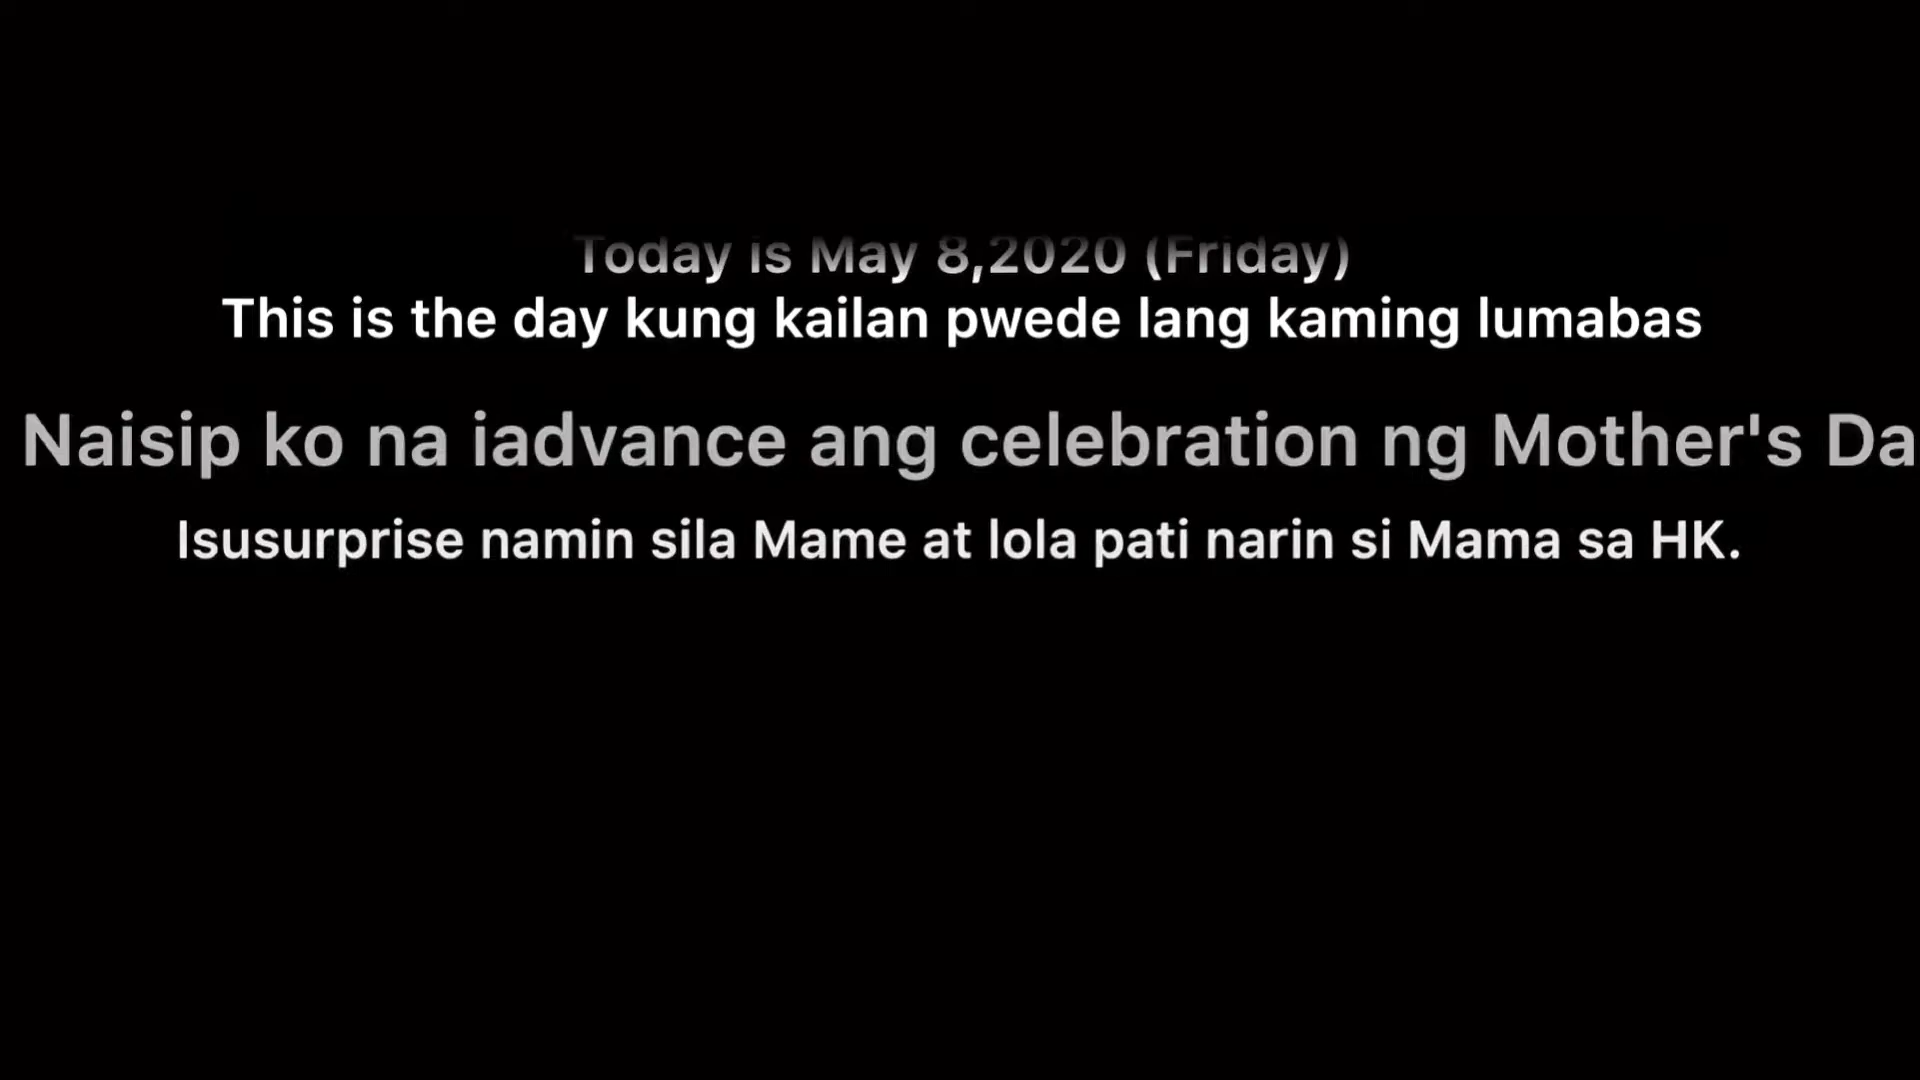 Today is May 8,2020 (Friday)
This is the day kung kailan pwede lang kaming lumabas
Naisip ko na iadvance ang celebration ng Mother's Da
Isusurprise namin sila Mame at lola pati narin si Mama sa HK.